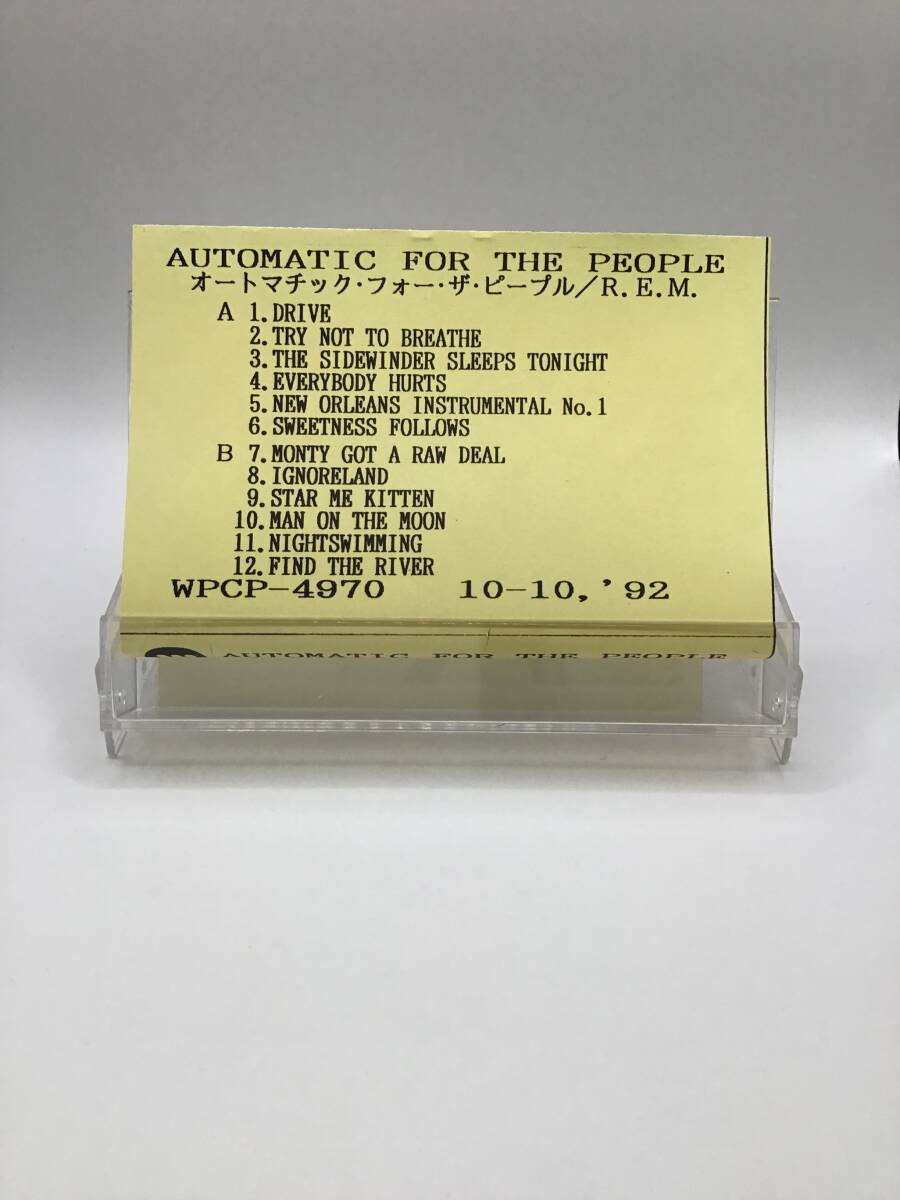 AUTOMATIC FOR THE PEOPLE
オートマチック・フォー・ザ・ピープル/R.E.M.
A 1.DRIVE
2.TRY NOT TO BREATHE
3.THE SIDEWINDER SLEEPS TONIGHT
4.EVERYBODY HURTS
5.NEW ORLEANS INSTRUMENTAL No.1
6.SWEETNESS FOLLOWS
B 7.MONTY GOT A RAW DEAL
8.IGNORELAND
9.STAR ME KITTEN
10.MAN ON THE MOON
11.NIGHTSWIMMING
12.FIND THE RIVER
WPCP-4970 10-10,'92
AUTOMATIC FOR THE PEOPLE